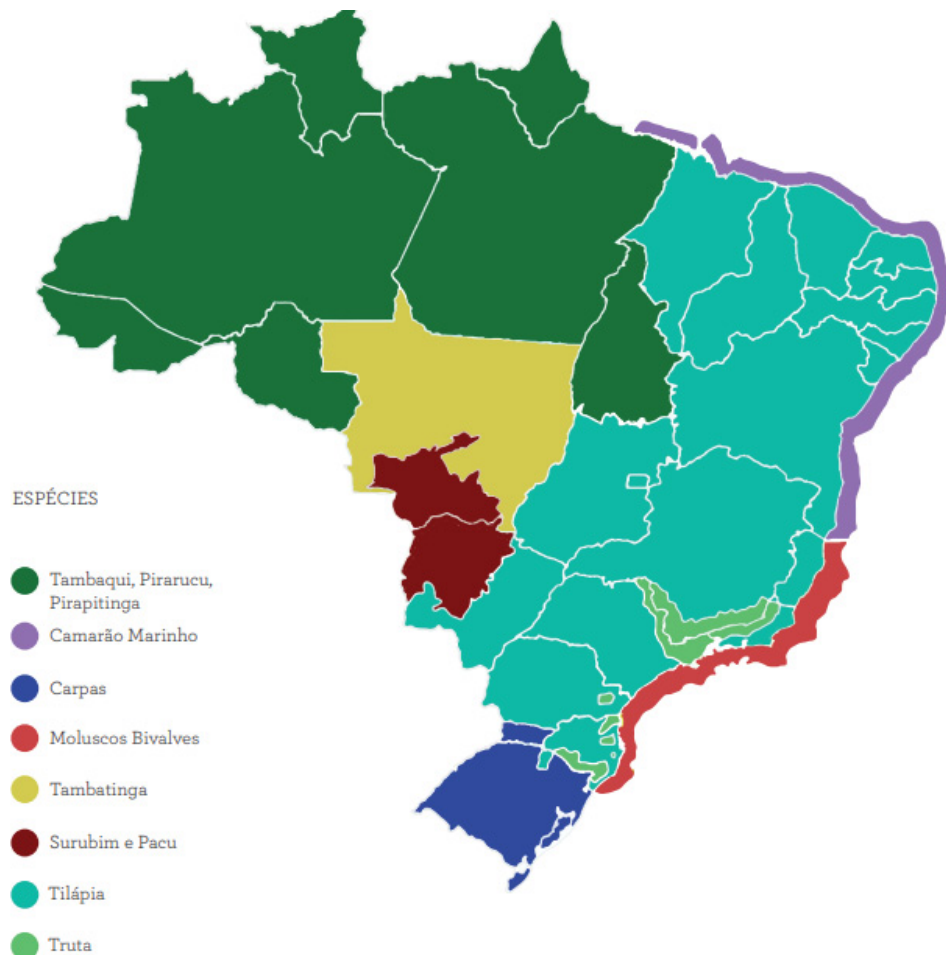 ESPÉCIES
Tambaqui, Pirarucu,
Pirapitinga
Camarão Marinho
Carpas
Moluscos Bivalves
Tambatinga
Surubim e Pacu
Tilápia
Truta